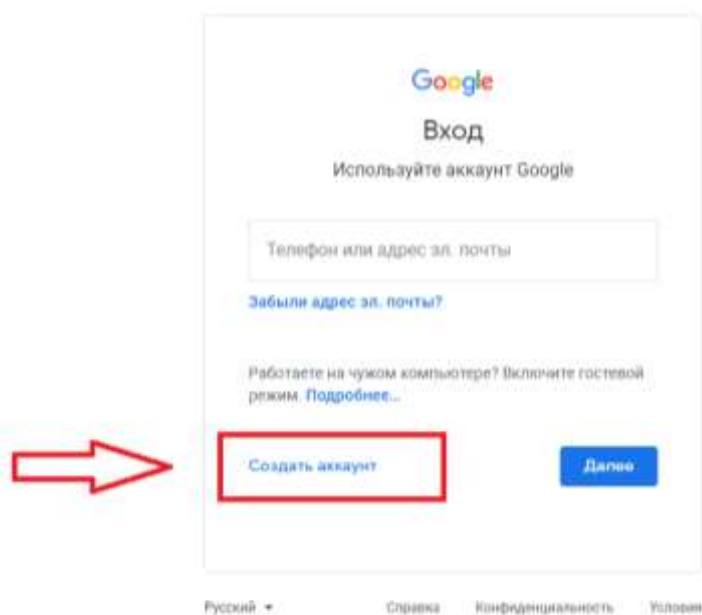 Google
Вход
Используйте аккаунт Google
Телефон или адрес эл. почты
Забыли адрес эл. почты?
Работаете на чужом компьютере? Включите гостевой
режим. Подробнее...
Создать аккаунт Далее
Русский Справка Конфиденциальность Условия